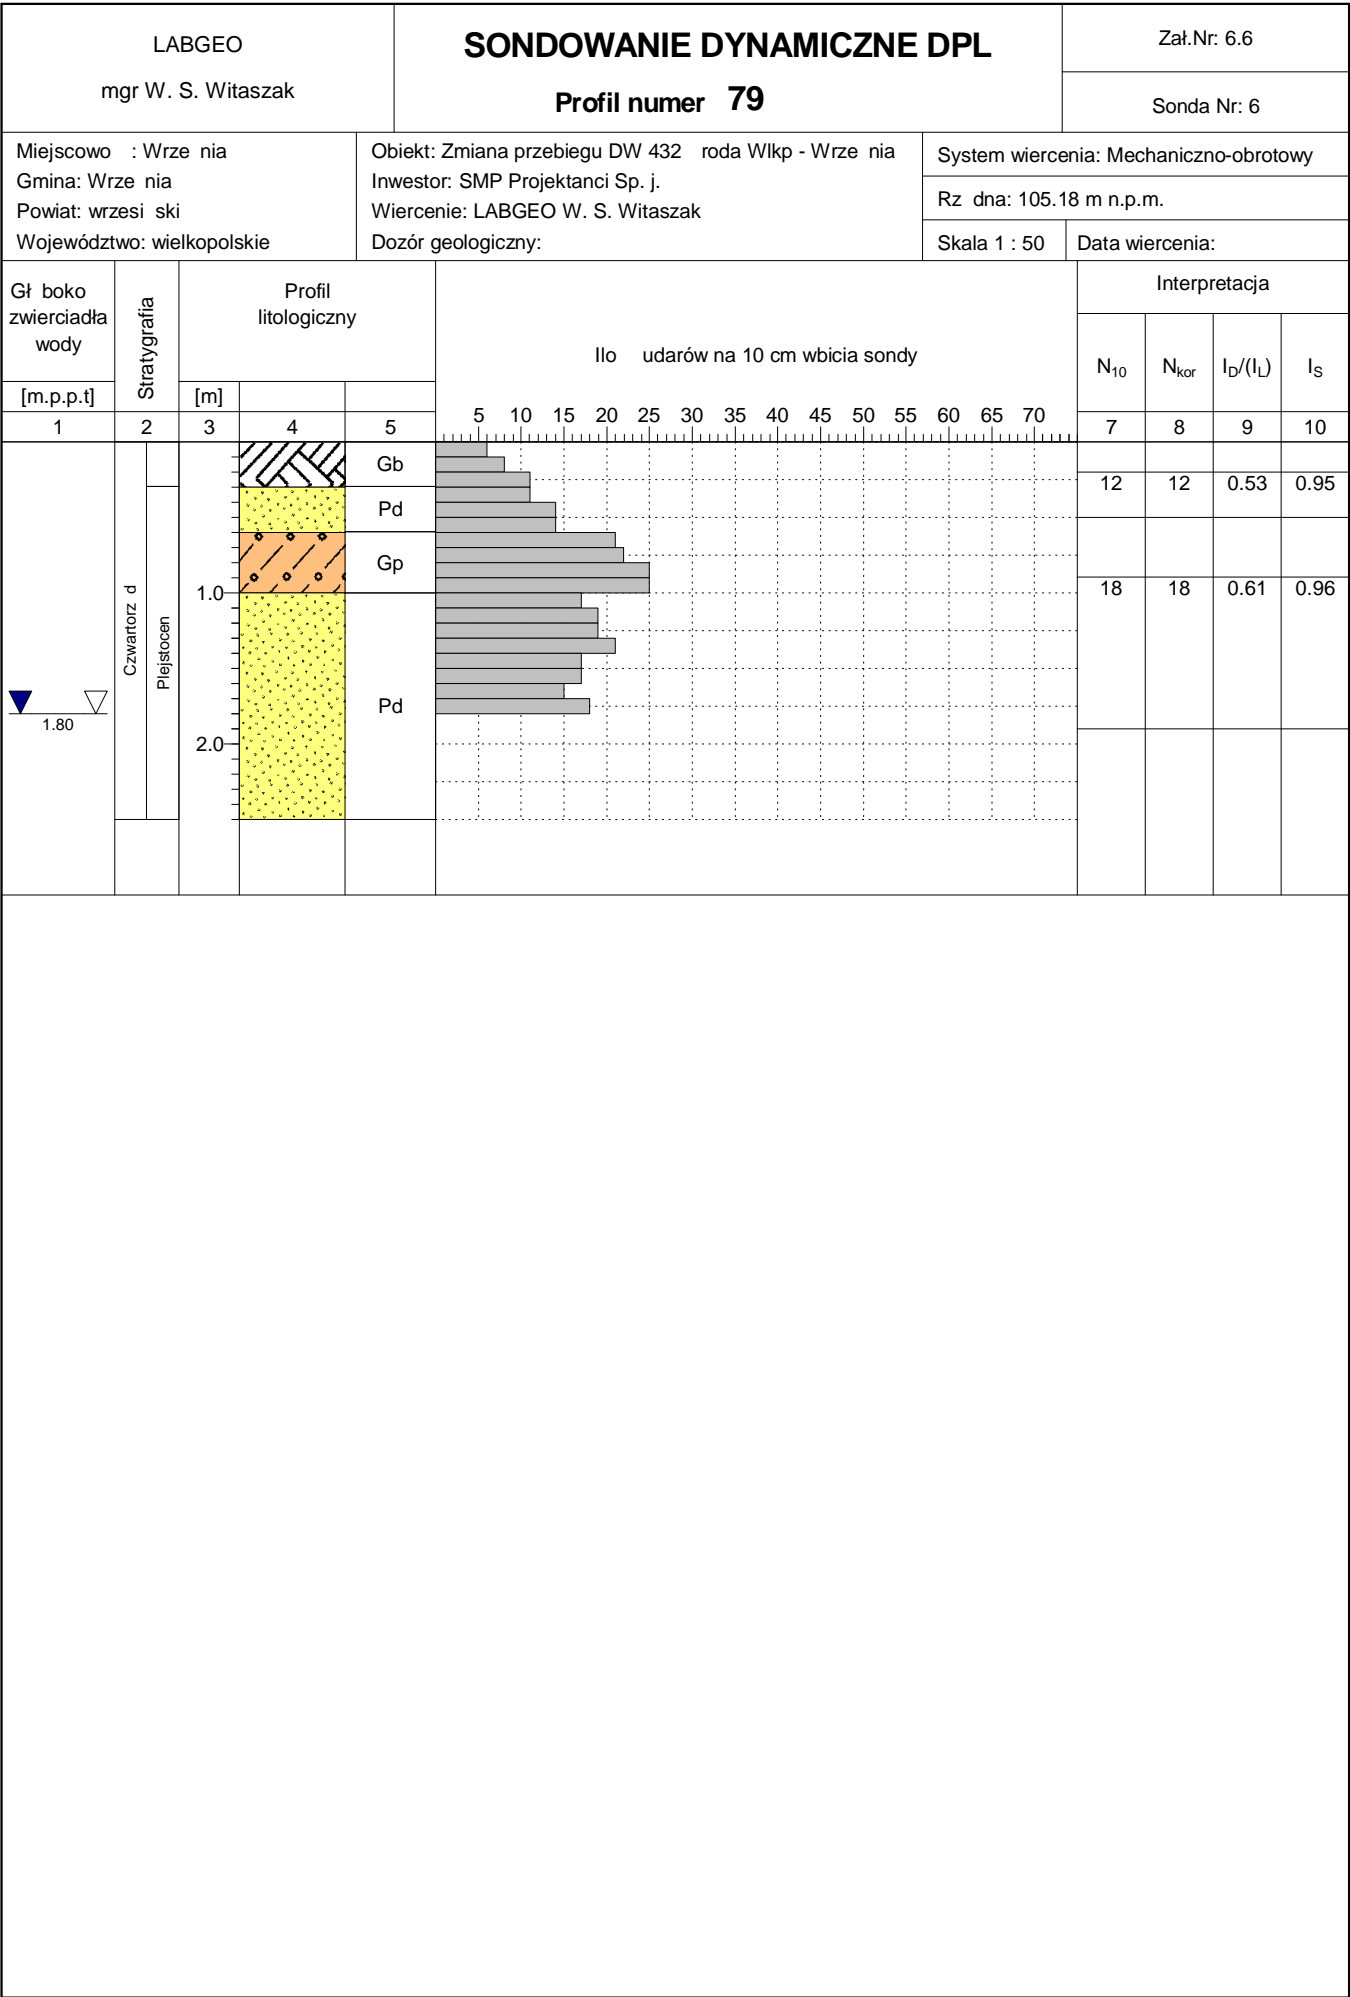 LABGEO
mgr W. S. Witaszak
SONDOWANIE DYNAMICZNE DPL
Profil numer 79
Zał.Nr: 6.6
Sonda Nr: 6
Miejscowo : Wrze nia
Gmina: Wrze nia
Powiat: wrzesi ski
Województwo: wielkopolskie
Obiekt: Zmiana przebiegu DW 432 roda Wlkp - Wrze nia
Inwestor: SMP Projektanci Sp. j.
Wiercenie: LABGEO W. S. Witaszak
Dozór geologiczny:
System wiercenia: Mechaniczno-obrotowy
Rz dna: 105.18 m n.p.m.
Skala 1 : 50
Data wiercenia:
Gł boko
zwierciadła
wody
[m.p.p.t]
Stratygrafia
Profil
litologiczny
[m]
Ilo udarów na 10 cm wbicia sondy
Interpretacja
N10 Nkor ID/(IL) IS
5 10 15 20 25 30 35 40 45 50 55 60 65 70
1 2 3 4 5 7 8 9 10
Gb
12 12 0.53 0.95
Pd
Gp
1.0
18 18 0.61 0.96
Czwartorz d
Plejstocen
Pd
1.80
2.0